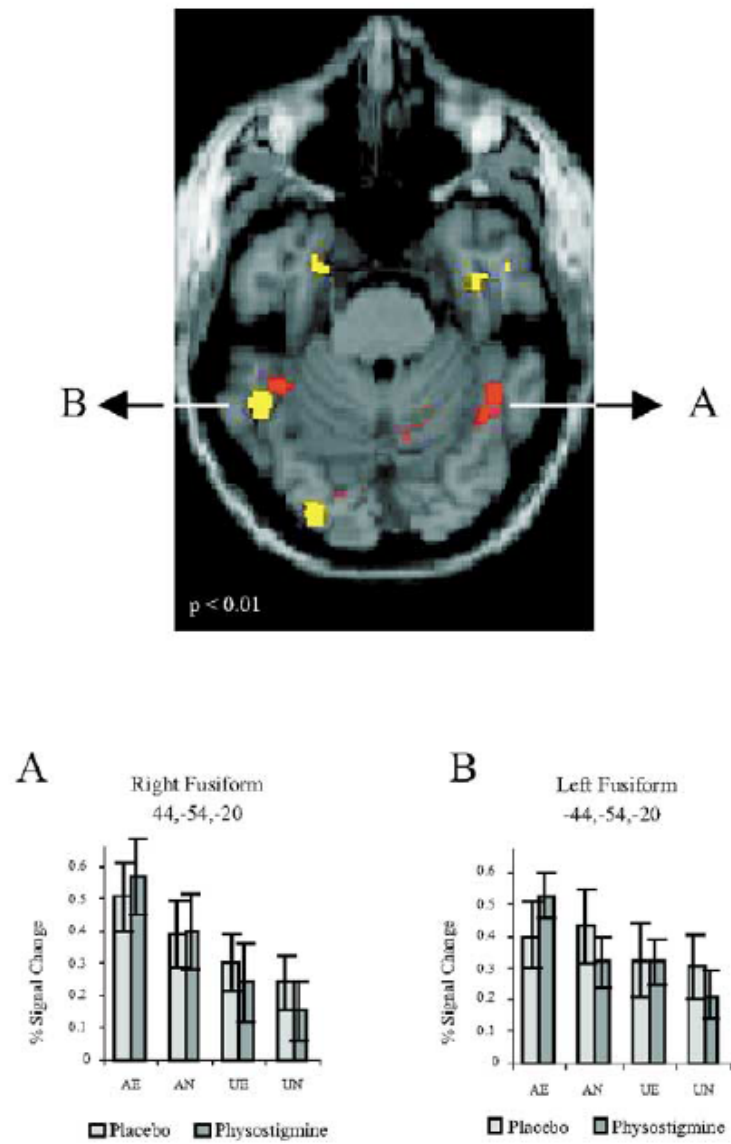 B
A
p < 0.01
A
Right Fusiform
44,-54,-20
% Signal Change
0.6
0.5
0.4
0.3
0.2
0.1
0
AE AN UE UN
Placebo Physostigmine
B
Left Fusiform
-44,-54,-20
% Signal Change
0.6
0.5
0.4
0.3
0.2
0.1
0
AE AN UE UN
Placebo Physostigmine